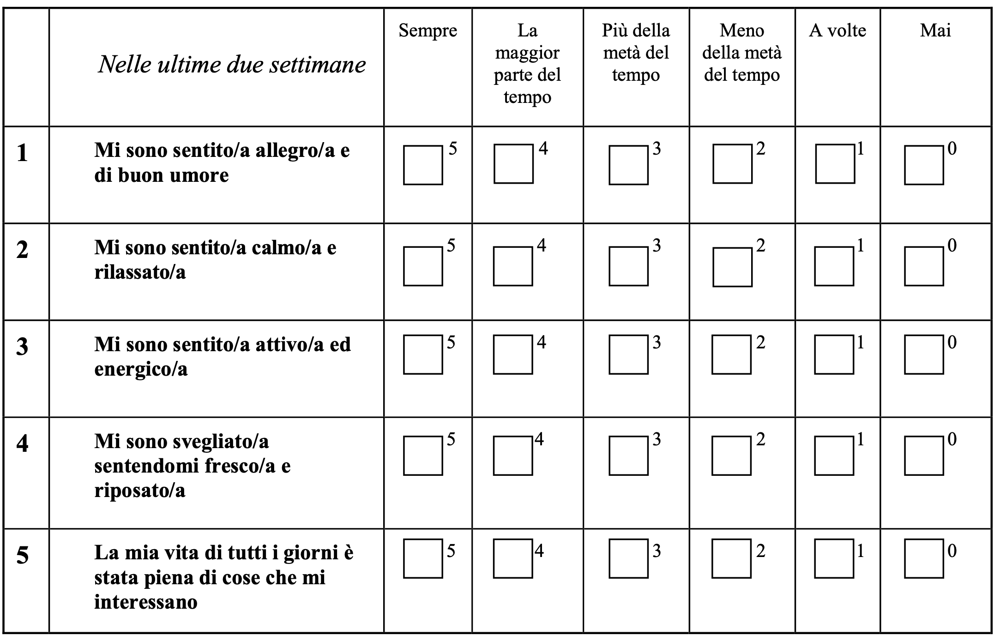 Nelle ultime due settimane
Sempre
La
maggior
parte del
tempo
Più della
metà del
tempo
Meno
della metà
del tempo
A volte
Mai
1
Mi sono sentito/a allegro/a e
di buon umore
5
4
3
2
1
0
2
Mi sono sentito/a calmo/a e
rilassato/a
5
4
3
2
1
0
3
Mi sono sentito/a attivo/a ed
energico/a
5
4
3
2
1
0
4
Mi sono svegliato/a
sentendomi fresco/a e
riposato/a
5
4
3
2
1
0
5
La mia vita di tutti i giorni è
stata piena di cose che mi
interessano
5
4
3
2
1
0